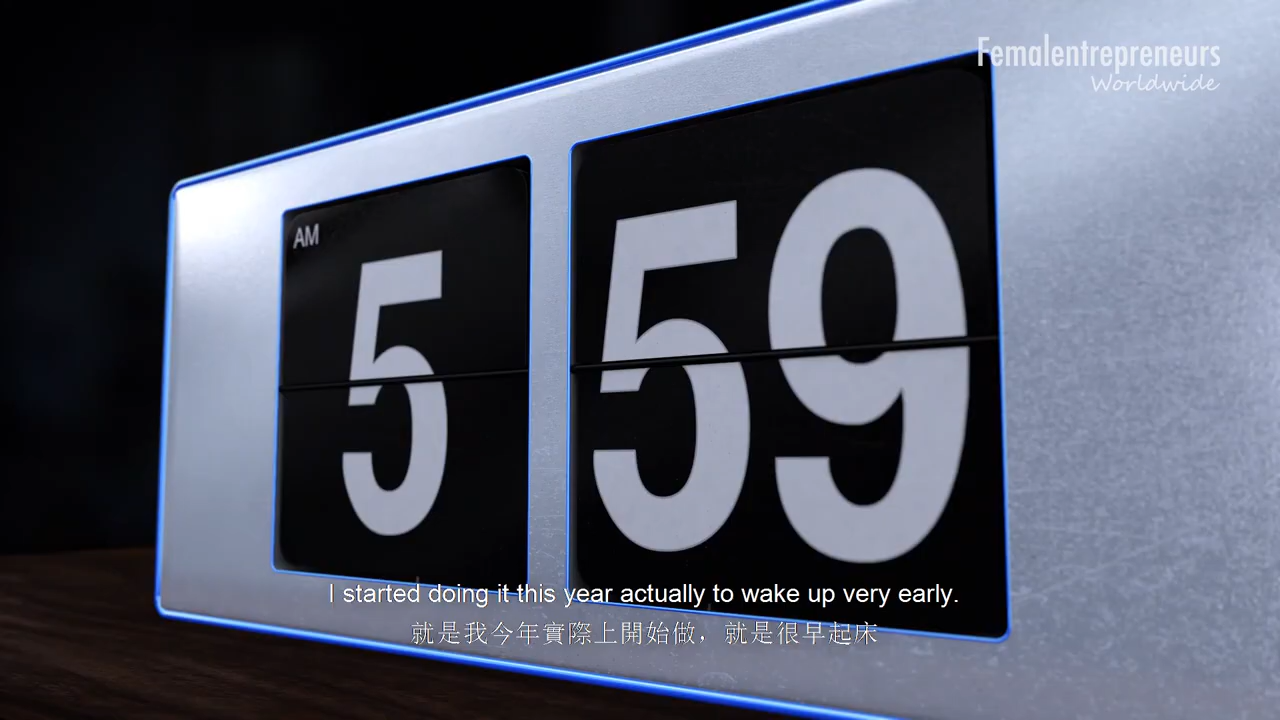 Femalentrepreneurs
Worldwide
AM
5 59
I started doing it this year actually to wake up very early.
就是我今年實際上開始做，就是很早起床